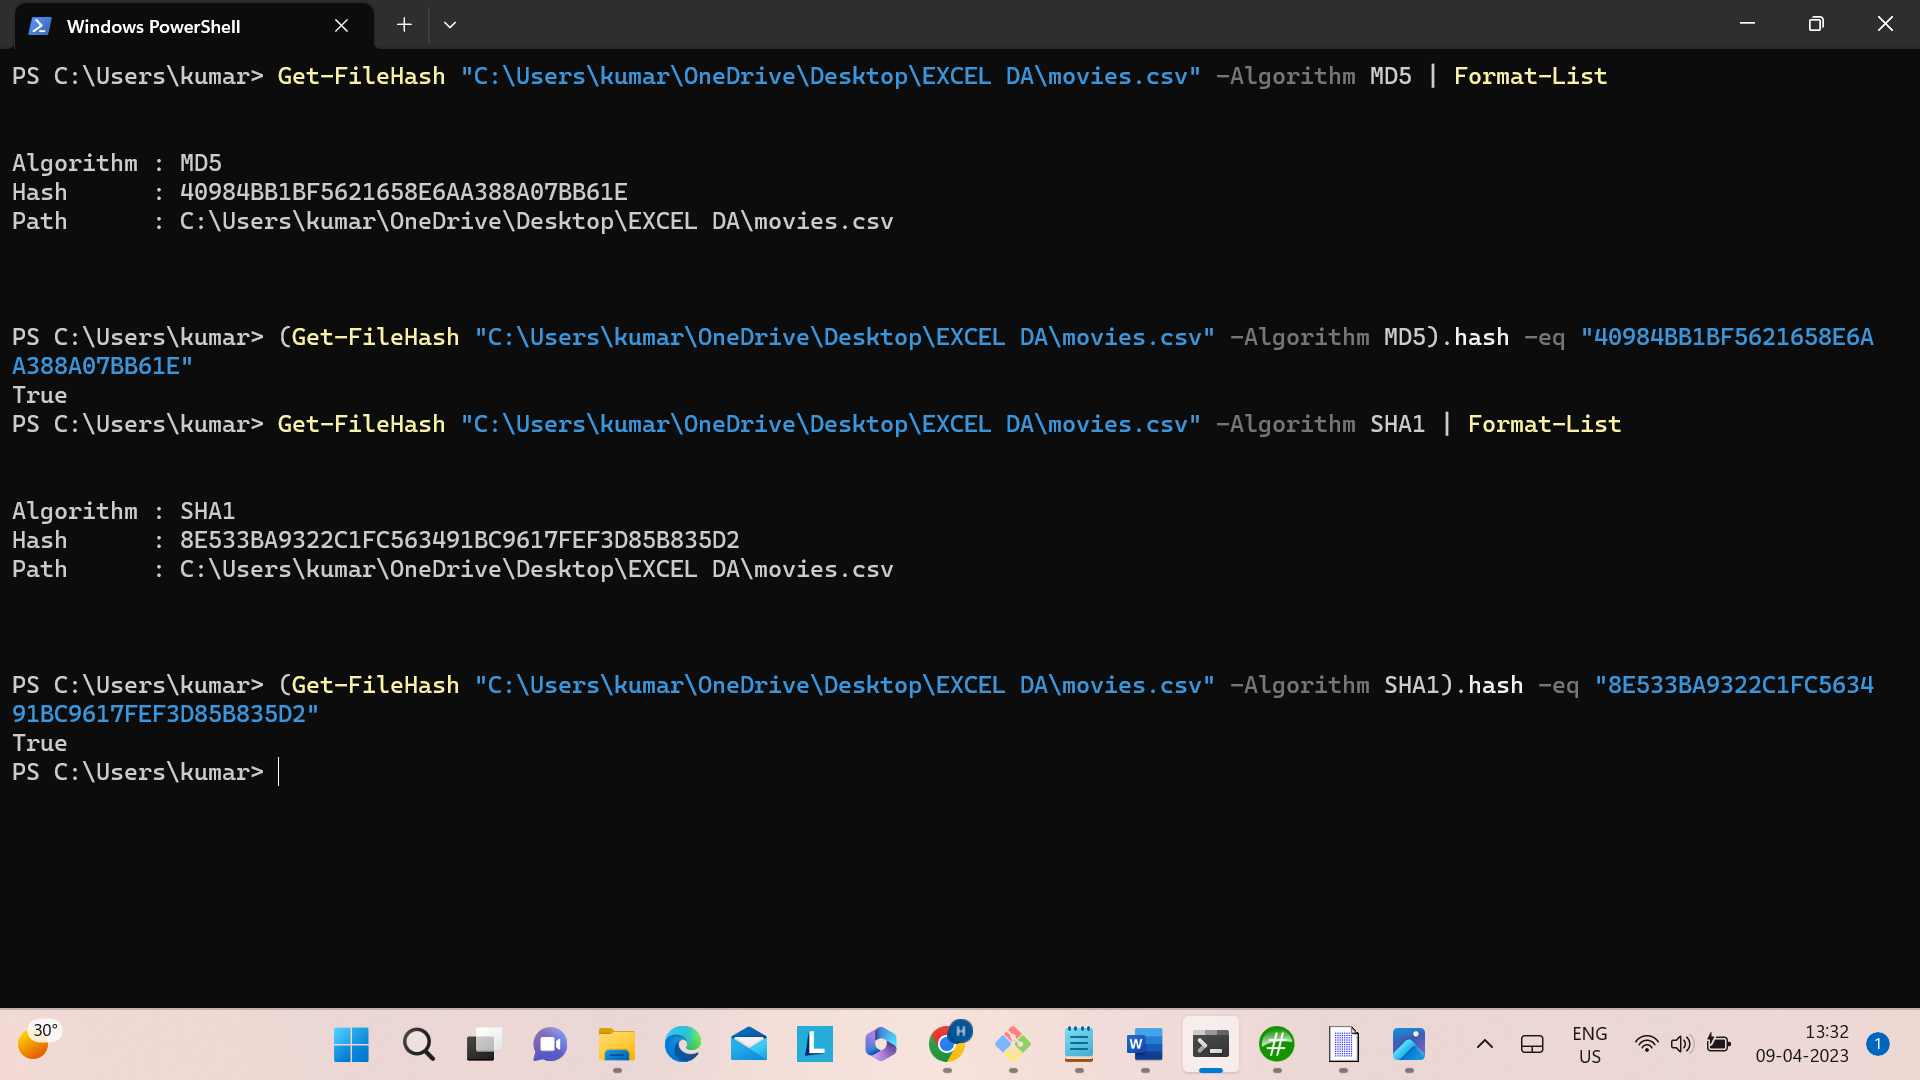 Windows PowerShell
PS C:\Users\kumar> Get-FileHash "C:\Users\kumar\OneDrive\Desktop\EXCEL DA\movies.csv" -Algorithm MD5 | Format-List
Algorithm : MD5
Hash      : 40984BB1BF5621658E6AA388A07BB61E
Path      : C:\Users\kumar\OneDrive\Desktop\EXCEL DA\movies.csv
PS C:\Users\kumar> (Get-FileHash "C:\Users\kumar\OneDrive\Desktop\EXCEL DA\movies.csv" -Algorithm MD5).hash -eq "40984BB1BF5621658E6A
A388A07BB61E"
True
PS C:\Users\kumar> Get-FileHash "C:\Users\kumar\OneDrive\Desktop\EXCEL DA\movies.csv" -Algorithm SHA1 | Format-List
Algorithm : SHA1
Hash      : 8E533BA9322C1FC563491BC9617FEF3D85B835D2
Path      : C:\Users\kumar\OneDrive\Desktop\EXCEL DA\movies.csv
PS C:\Users\kumar> (Get-FileHash "C:\Users\kumar\OneDrive\Desktop\EXCEL DA\movies.csv" -Algorithm SHA1).hash -eq "8E533BA9322C1FC5634
91BC9617FEF3D85B835D2"
True
PS C:\Users\kumar>
30°
L
H
W
#
ENG
US
13:32
09-04-2023
1